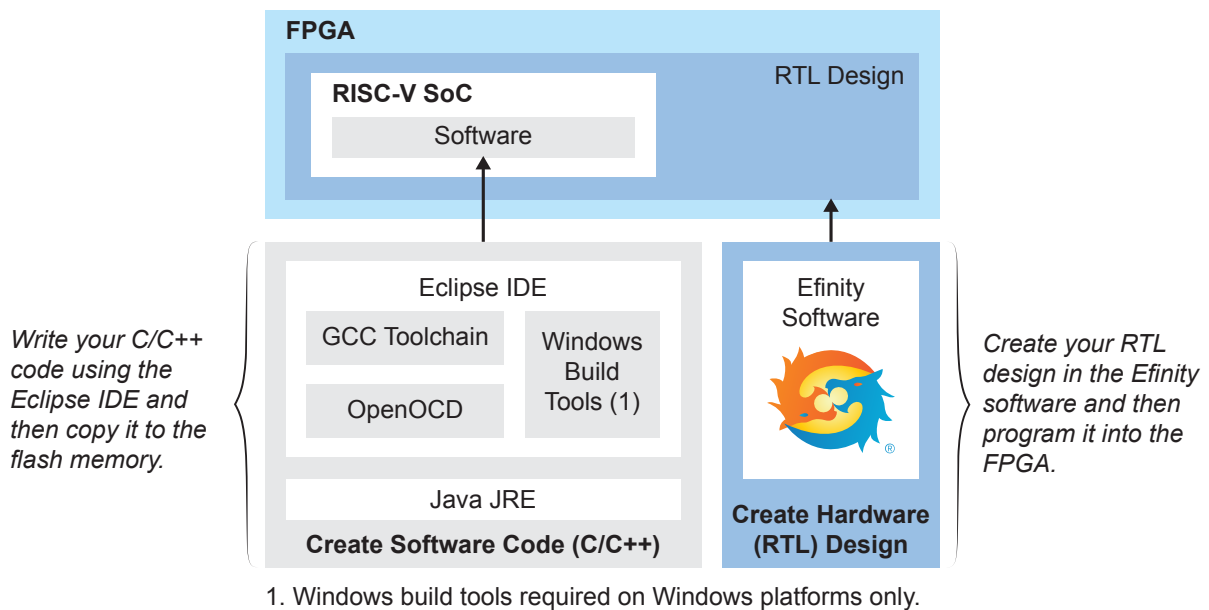 FPGA
RTL Design
RISC-V SoC
Software
Write your C/C++
code using the
Eclipse IDE and
then copy it to the
flash memory.
Eclipse IDE
GCC Toolchain
OpenOCD
Windows
Build
Tools (1)
Java JRE
Create Software Code (C/C++)
Efinity
Software
®
Create Hardware
(RTL) Design
Create your RTL
design in the Efinity
software and then
program it into the
FPGA.
1. Windows build tools required on Windows platforms only.